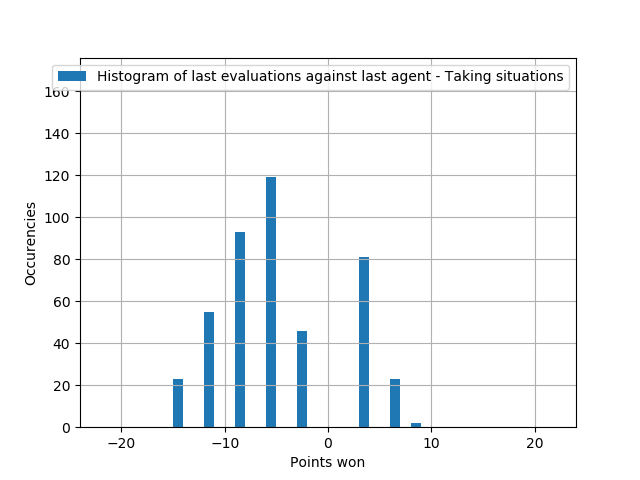 Histogram of last evaluations against last agent - Taking situations
160
140
120
100
80
60
40
20
0
Occurencies
−20 −10 0 10 20
Points won